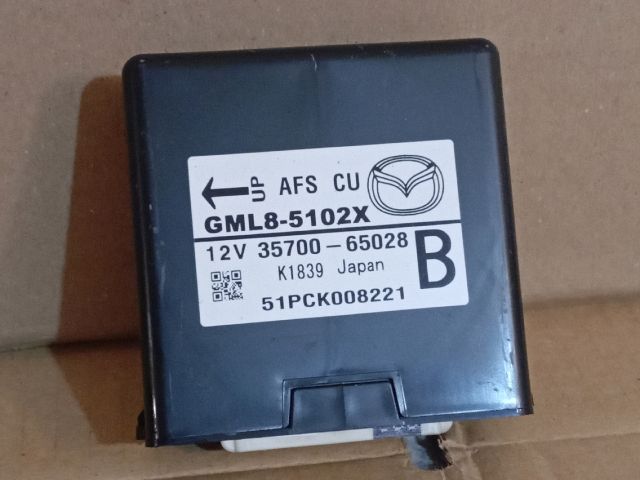 UP AFS CU
GML8-5102X
12V 35700-65028
B
K1839 Japan
51PCK008221